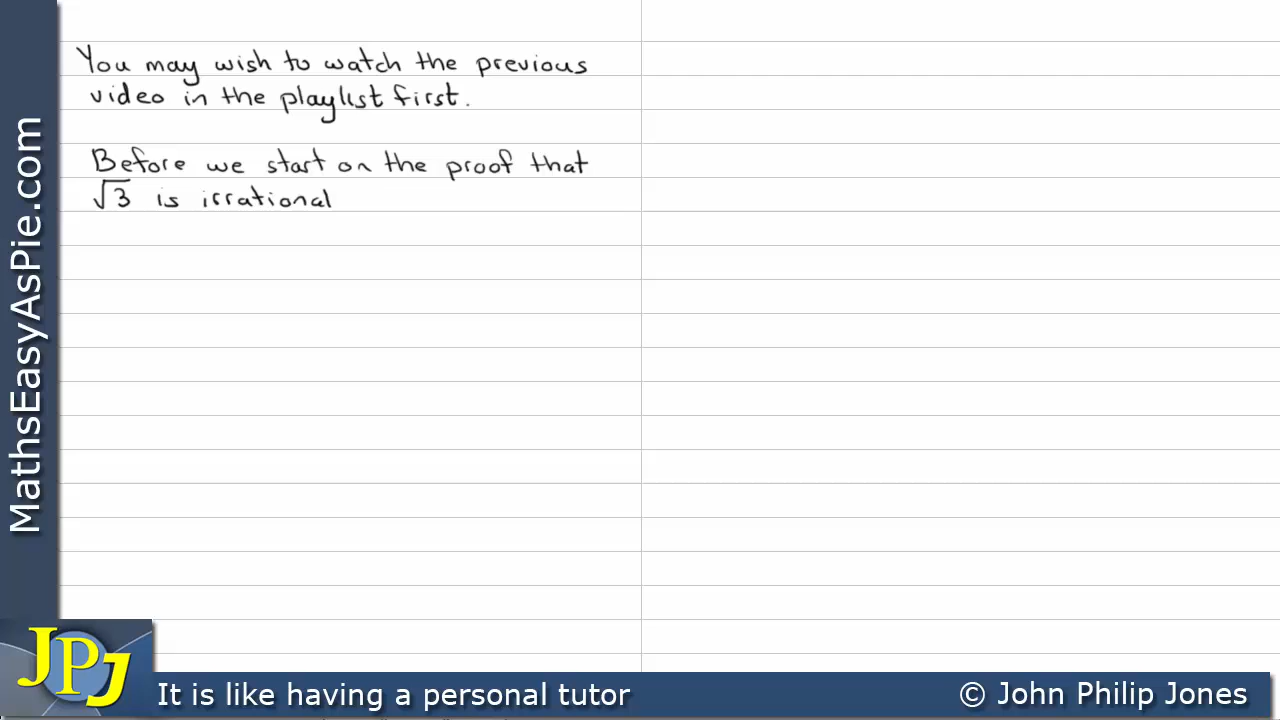 You may wish to watch the previous
video in the playlist first.
Before we start on the proof that
√3 is irrational
MathsEasyAsPie.com
JPJ
It is like having a personal tutor
© John Philip Jones